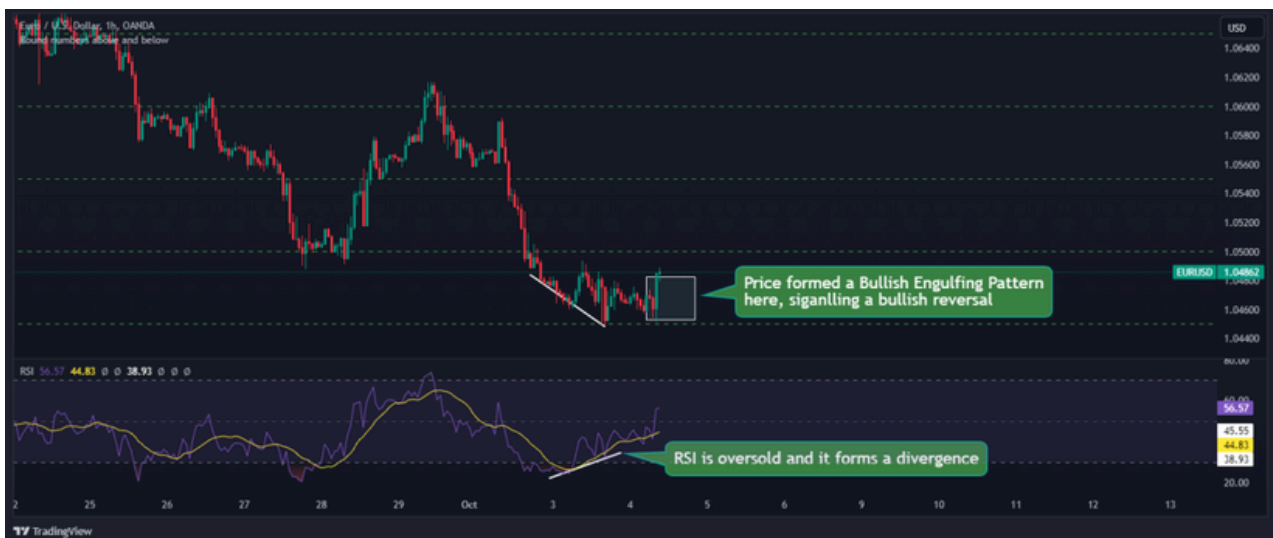 Euro / U.S. Dollar, 1h, OANDA
Round numbers above and below
USD
1.06400
1.06200
1.06000
1.05800
1.05600
1.05400
1.05200
1.05000
EURUSD 1.04862
1.04800
1.04600
1.04400
Price formed a Bullish Engulfing Pattern
here, siganlling a bullish reversal
RSI 56.57 44.83 ø ø 38.93 ø ø ø
80.00
60.00
56.57
45.55
44.83
38.93
20.00
RSI is oversold and it forms a divergence
2 25 26 27 28 29 Oct 3 4 5 6 9 10 11 12 13
TradingView